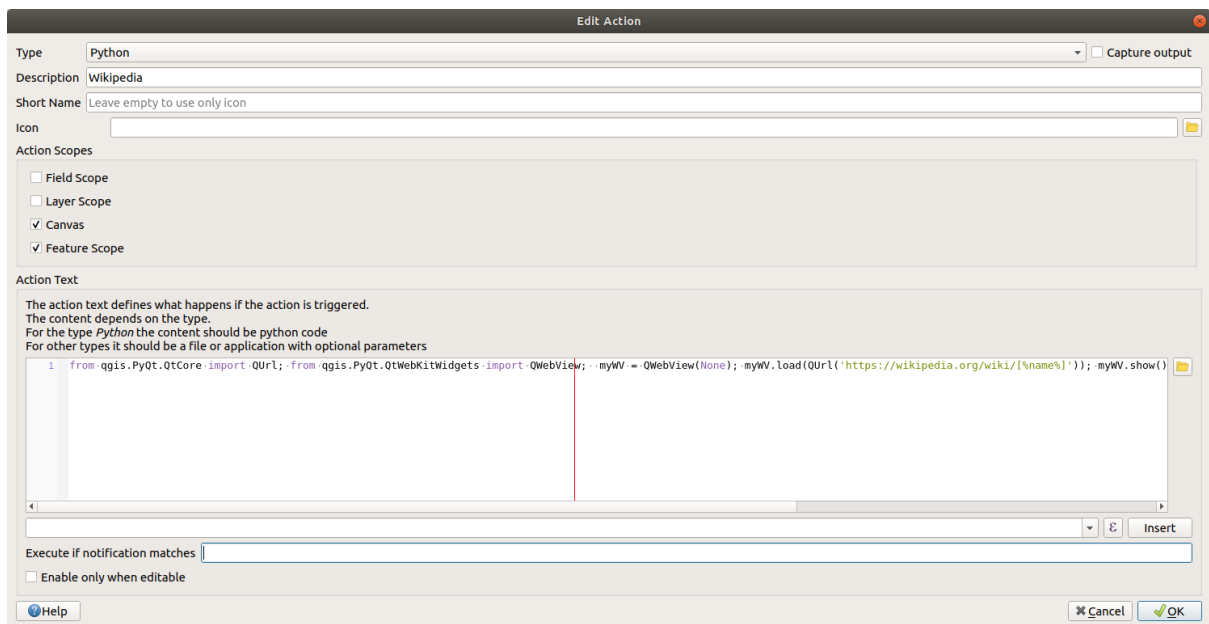 Edit Action
Type Python Capture output
Description Wikipedia
Short Name Leave empty to use only icon
Icon
Action Scopes
Field Scope
Layer Scope
Canvas
Feature Scope
Action Text
The action text defines what happens if the action is triggered.
The content depends on the type.
For the type Python the content should be python code
For other types it should be a file or application with optional parameters
1 from qgis.PyQt.QtCore import QUrl; from qgis.PyQt.QtWebKitWidgets import QWebView;  myWV = QWebView(None); myWV.load(QUrl('https://wikipedia.org/wiki/[%name%]')); myWV.show()
ε Insert
Execute if notification matches
Enable only when editable
Help Cancel OK